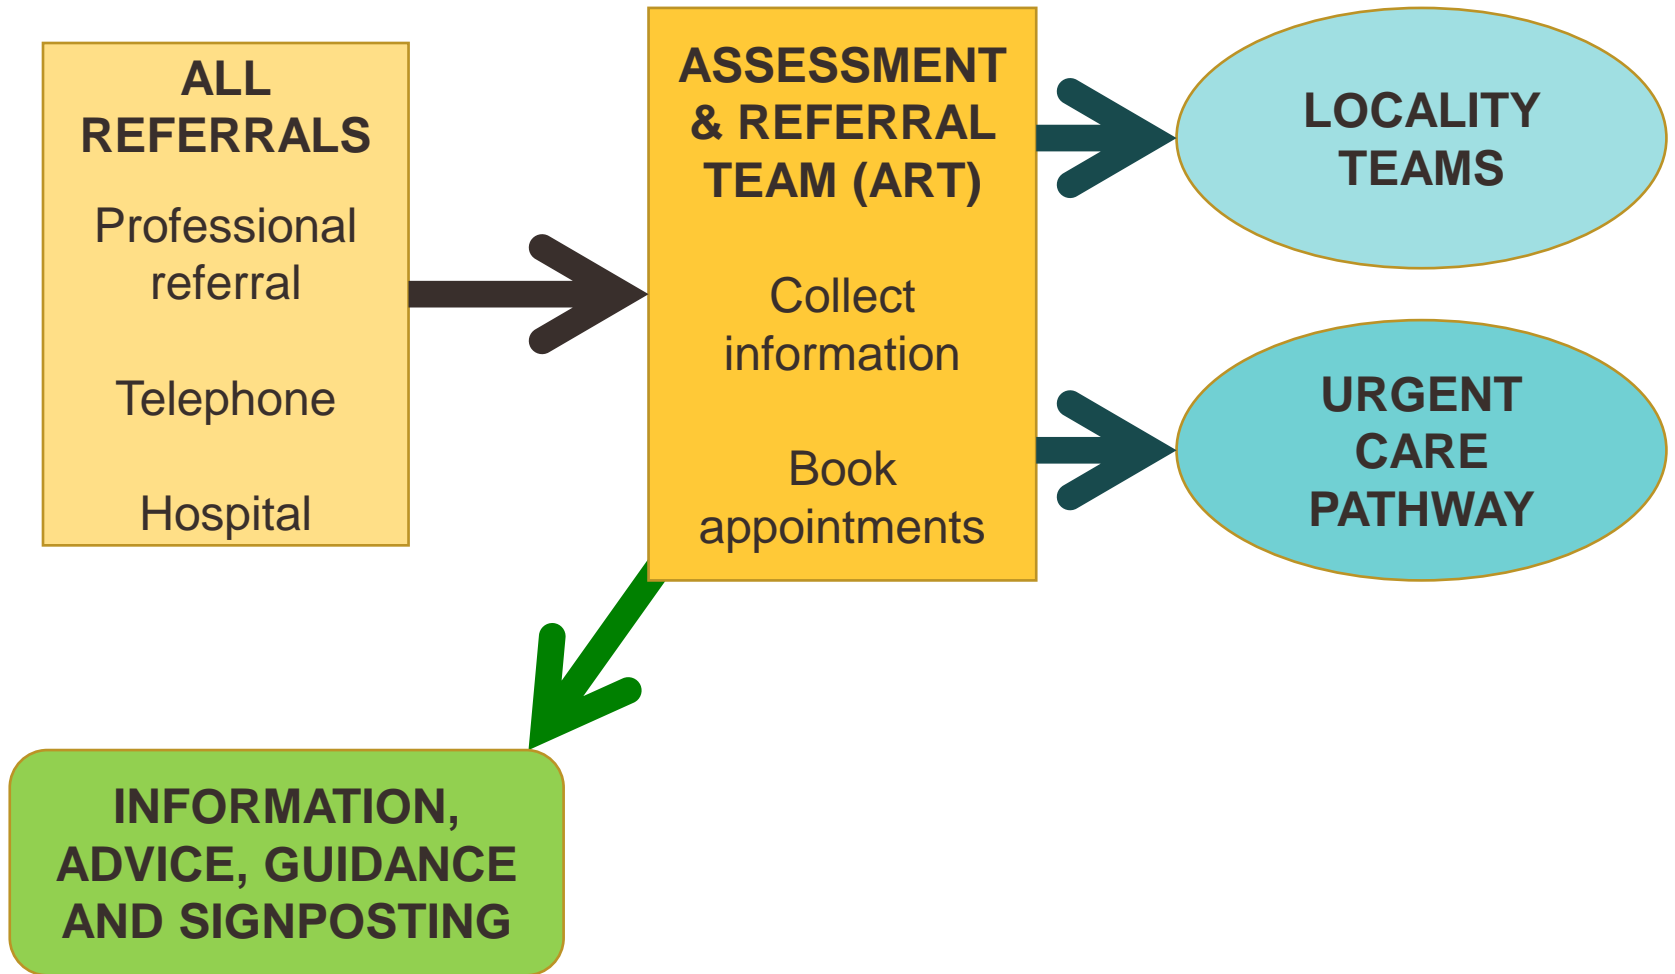 ALL
REFERRALS
Professional
referral
Telephone
Hospital
ASSESSMENT
& REFERRAL
TEAM (ART)
Collect
information
Book
appointments
LOCALITY
TEAMS
URGENT
CARE
PATHWAY
INFORMATION,
ADVICE, GUIDANCE
AND SIGNPOSTING